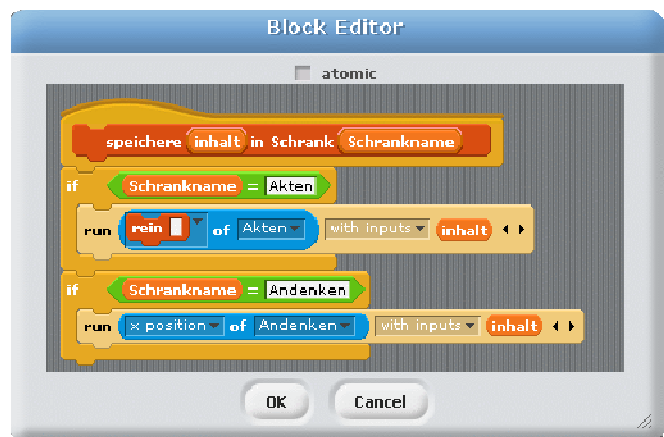 Block Editor
atomic
speichere inhalt in Schrank Schrankname
if Schrankname = Akten
run rein of Akten with inputs inhalt
if Schrankname = Andenken
run x position of Andenken with inputs inhalt
OK Cancel